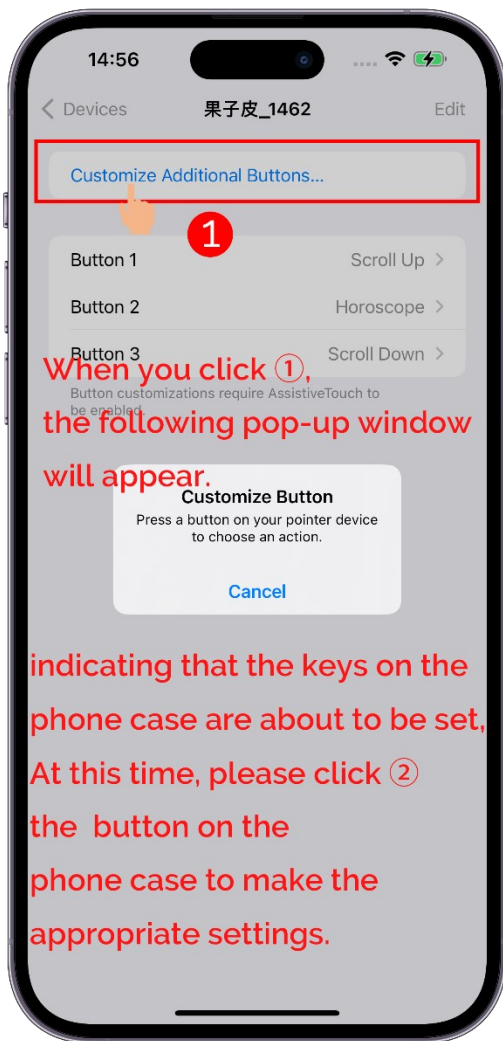 14:56
Devices
果子皮_1462
Edit
Customize Additional Buttons...
1
Button 1
Scroll Up
Button 2
Horoscope
Button 3
Scroll Down
Button customizations require AssistiveTouch to
be enabled.
When you click ①,
the following pop-up window
will appear.
Customize Button
Press a button on your pointer device
to choose an action.
Cancel
indicating that the keys on the
phone case are about to be set,
At this time, please click ②
the button on the
phone case to make the
appropriate settings.